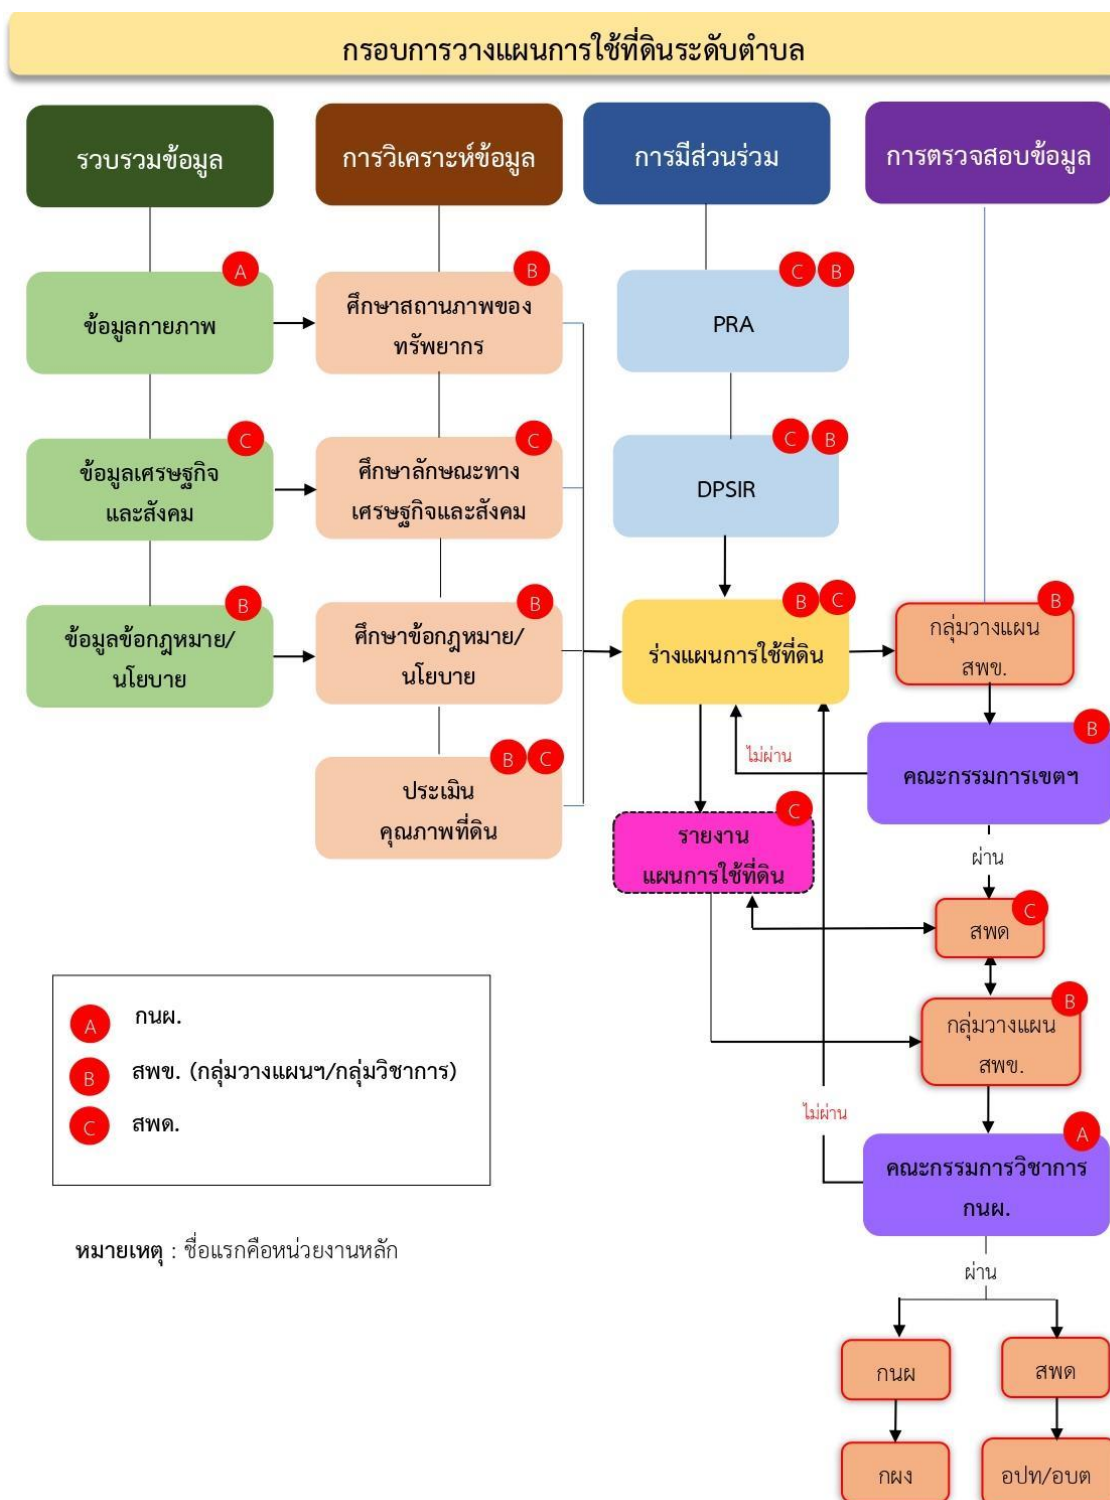 กรอบการวางแผนการใช้ที่ดินระดับตำบล
รวบรวมข้อมูล
การวิเคราะห์ข้อมูล
การมีส่วนร่วม
การตรวจสอบข้อมูล
A
ข้อมูลกายภาพ
B
ศึกษาสถานภาพของ
ทรัพยากร
C B
PRA
C
ข้อมูลเศรษฐกิจ
และสังคม
C
ศึกษาลักษณะทาง
เศรษฐกิจและสังคม
C B
DPSIR
B
ข้อมูลข้อกฎหมาย/
นโยบาย
B
ศึกษาข้อกฎหมาย/
นโยบาย
B C
ร่างแผนการใช้ที่ดิน
B
กลุ่มวางแผน
สพข.
B C
ประเมิน
คุณภาพที่ดิน
ไม่ผ่าน
B
คณะกรรมการเขตฯ
C
รายงาน
แผนการใช้ที่ดิน
ผ่าน
C
สพด
B
กลุ่มวางแผน
สพข.
A กนผ.
B สพข. (กลุ่มวางแผนฯ/กลุ่มวิชาการ)
C สพด.
ไม่ผ่าน
A
คณะกรรมการวิชาการ
กนผ.
หมายเหตุ : ชื่อแรกคือหน่วยงานหลัก
ผ่าน
กนผ
สพด
กผง
อปท/อบต